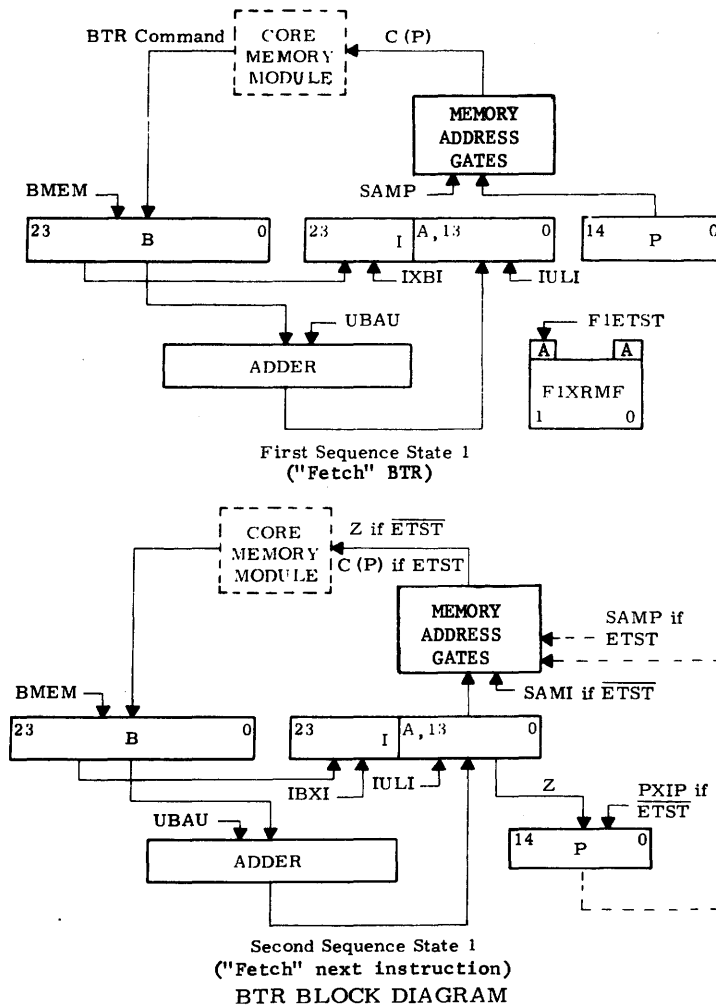 BTR Command
CORE
MEMORY
MODULE
C (P)
MEMORY
ADDRESS
GATES
BMEM
SAMP
23 B 0
23 I A,13 0
14 P 0
IXBI
IULI
UBAU
F1ETST
ADDER
A A
F1XRMF
1 0
First Sequence State 1
("Fetch" BTR)
CORE
MEMORY
MODULE
Z if E̅T̅S̅T̅
C (P) if ETST
MEMORY
ADDRESS
GATES
SAMP if
ETST
BMEM
SAMI if E̅T̅S̅T̅
23 B 0
23 I A,13 0
IBXI
IULI
Z
PXIP if
E̅T̅S̅T̅
UBAU
14 P 0
ADDER
Second Sequence State 1
("Fetch" next instruction)
BTR BLOCK DIAGRAM